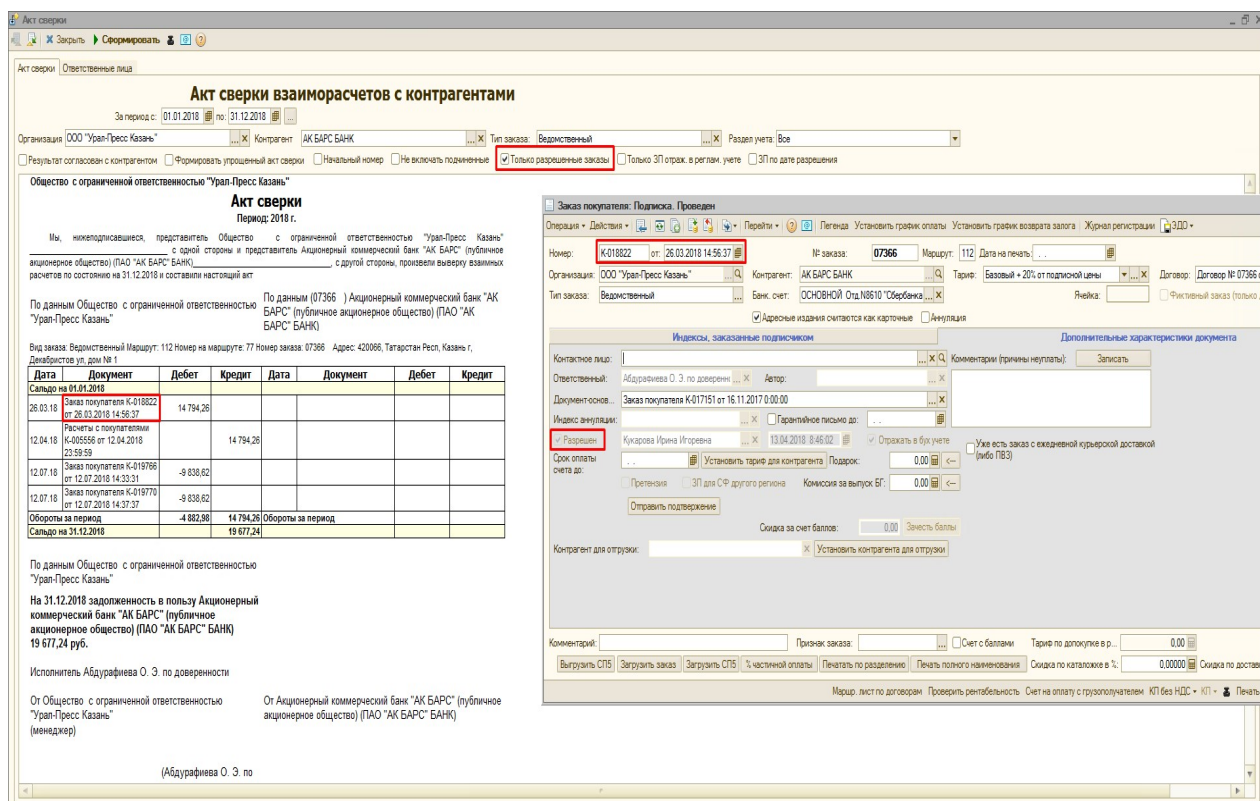 Акт сверки
Закрыть Сформировать
Акт сверки Ответственные лица
Акт сверки взаиморасчетов с контрагентами
За период с: 01.01.2018 по: 31.12.2018 ...
Организация ООО "Урал-Пресс Казань" ... X Контрагент АК БАРС БАНК ... X Тип заказа: Ведомственный ... X Раздел учета: Все
Результат согласован с контрагентом Формировать упрощенный акт сверки Начальный номер Не включать подчиненные Только разрешенные заказы Только ЗП отраж. в реглам. учете ЗП по дате разрешения
Общество с ограниченной ответственностью "Урал-Пресс Казань"
Акт сверки
Период: 2018 г.
Мы, нижеподписавшиеся, представитель Общество с ограниченной ответственностью "Урал-Пресс Казань"
с одной стороны и представитель Акционерный коммерческий банк "АК БАРС" (публичное
акционерное общество) (ПАО "АК БАРС" БАНК), с другой стороны, произвели выверку взаимных
расчетов по состоянию на 31.12.2018 и составили настоящий акт
По данным Общество с ограниченной ответственностью
"Урал-Пресс Казань"
По данным (07366 ) Акционерный коммерческий банк "АК
БАРС" (публичное акционерное общество) (ПАО "АК
БАРС" БАНК)
Вид заказа: Ведомственный Маршрут: 112 Номер на маршруте: 77 Номер заказа: 07366 Адрес: 420066, Татарстан Респ, Казань г,
Декабристов ул, дом № 1
Дата Документ Дебет Кредит Дата Документ Дебет Кредит
Сальдо на 01.01.2018
26.03.18 Заказ покупателя К-018822 14 794,26
от 26.03.2018 14:56:37
Расчеты с покупателями
12.04.18 К-005556 от 12.04.2018 14 794,26
23:59:59
12.07.18 Заказ покупателя К-019766 -9 838,62
от 12.07.2018 14:33:31
12.07.18 Заказ покупателя К-019770 -9 838,62
от 12.07.2018 14:37:37
Обороты за период -4 882,98 14 794,26 Обороты за период
Сальдо на 31.12.2018 19 677,24
По данным Общество с ограниченной ответственностью
"Урал-Пресс Казань"
На 31.12.2018 задолженность в пользу Акционерный
коммерческий банк "АК БАРС" (публичное
акционерное общество) (ПАО "АК БАРС" БАНК)
19 677,24 руб.
Исполнитель Абдурафиева О. Э. по доверенности
От Общество с ограниченной ответственностью
"Урал-Пресс Казань"
(менеджер)
От Акционерный коммерческий банк "АК БАРС" (публичное
акционерное общество) (ПАО "АК БАРС" БАНК)
(Абдурафиева О. Э. по
Заказ покупателя: Подписка. Проведен
Операция Действия Перейти Легенда Установить график оплаты Установить график возврата залога Журнал регистрации ЭДО
Номер: К-018822 от: 26.03.2018 14:56:37 № заказа: 07366 Маршрут: 112 Дата на печать: . .
Организация: ООО "Урал-Пресс Казань" Контрагент: АК БАРС БАНК Тариф: Базовый + 20% от подписной цены ... X Договор: Договор № 07366
Тип заказа: Ведомственный ... Банк. счет: ОСНОВНОЙ Отд.N8610 "Сбербанка ... X Ячейка: Фиктивный заказ (только
Адресные издания считаются как карточные Аннуляция
Индексы, заказанные подписчиком Дополнительные характеристики документа
Контактное лицо: ... X Комментарии (причины неуплаты): Записать
Ответственный: Абдурафиева О. Э. по доверенн ... X Автор: ... X
Документ-основ... Заказ покупателя К-017151 от 16.11.2017 0:00:00 ... X
Индекс аннуляции: ... X Гарантийное письмо до: . .
Разрешен Кукарова Ирина Игоревна ... X 13.04.2018 8:46:02 Отражать в бух.учете Уже есть заказ с ежедневной курьерской доставкой
(либо ПВЗ)
Срок оплаты . . Установить тариф для контрагента Подарок: 0,00 <--
счета до:
Претензия ЗП для СФ другого региона Комиссия за выпуск БГ: 0,00 <--
Отправить подтвержение
Скидка за счет баллов: 0,00 Зачесть баллы
Контрагент для отгрузки: X Установить контрагента для отгрузки
Комментарий: Признак заказа: ... Счет с баллами Тариф по допокупке в р... 0,00
Выгрузить СП5 Загрузить заказ Загрузить СП5 % частичной оплаты Печатать по разделению Печать полного наименования Скидка по каталожке в %: 0,00000 Скидка по достав
Маршр. лист по договорам Проверить рентабельность Счет на оплату с грузополучателем КП без НДС КП Печать